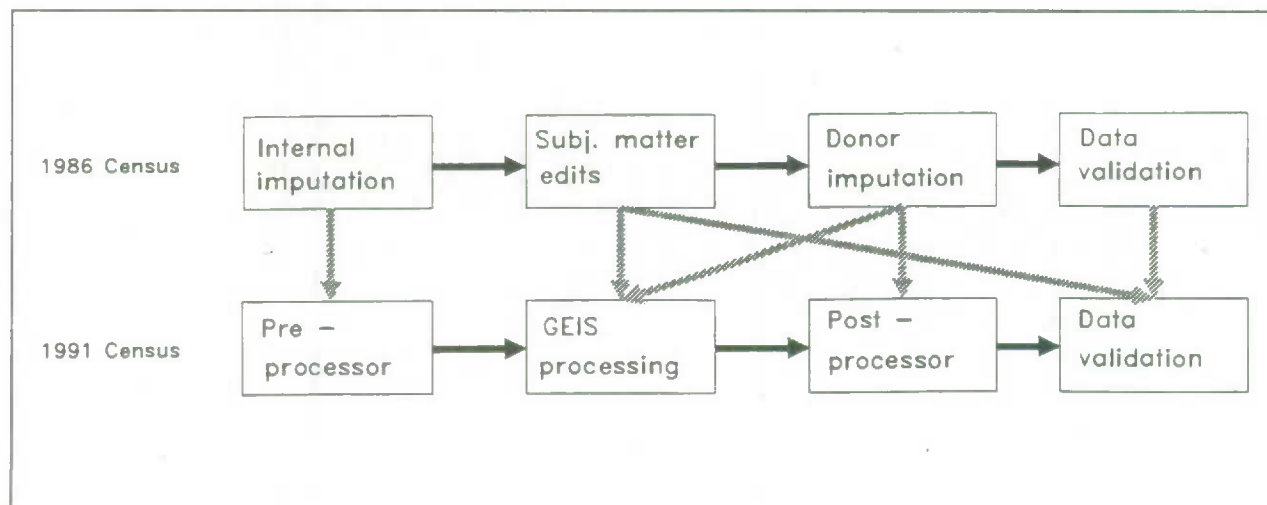 1986 Census
Internal
imputation
Subj. matter
edits
Donor
imputation
Data
validation
1991 Census
Pre –
processor
GEIS
processing
Post –
processor
Data
validation